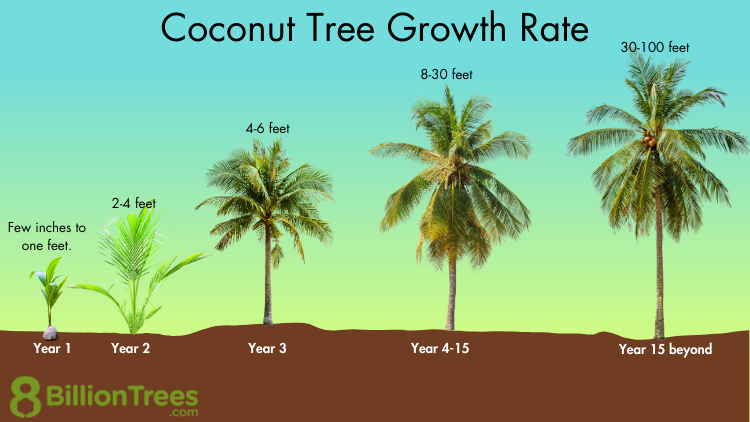 Coconut Tree Growth Rate
30-100 feet
8-30 feet
4-6 feet
2-4 feet
Few inches to
one feet.
Year 1
Year 2
Year 3
Year 4-15
Year 15 beyond
8 BillionTrees
.com